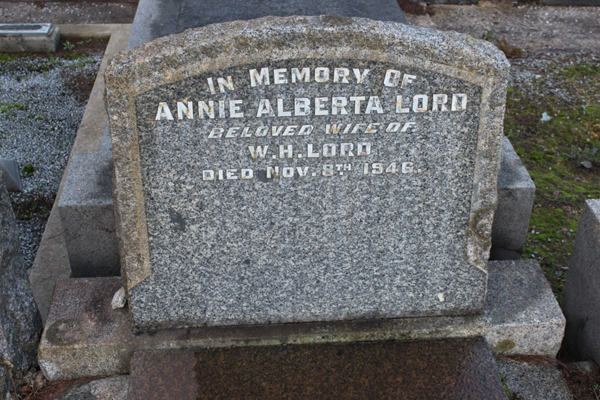 IN MEMORY OF
ANNIE ALBERTA LORD
BELOVED WIFE OF
W.H. LORD
DIED NOV. 8TH 1946.